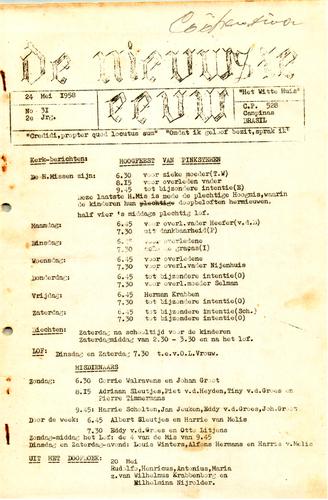 Coöperativa
de nieuwste
eeuw
24 Mei 1958
No 31
2e Jrg.
"Het Witte Huis"
C.P. 528
Campinas
BRASIL
"Credidi,propter quod locutus sum" "Omdat ik geloof bezit,sprak ik"
Kerk-berichten: HOOGFEEST VAN PINKSTEREN
De H.Missen zijn: 6.30 voor zieke moeder(T.W)
8.15 voor overleden vader
9.45 tot bijzondere intentie(E)
Deze laatste H.Mis is mede de plechtige Hoogmis,waarin
de kinderen hun plechtige doopbeloften hernieuwen.
half vier 's middags plechtig lof.
Maandag: 6.45 voor overl.vader Heefer(v.d.B)
7.30 uit dankbaarheid(P)
Dinsdag: 6.45 voor overledene
7.30 graças(I)
Woensdag: 6.45 voor overledene
7.30 voor overl.vader Nijenhuis
Donderdag: 6.45 tot bijzondere intentie(O)
7.30 voor overl.moeder Selman
Vrijdag: 6.45 Herman Krabben
7.30 tot bijzondere intentie(O)
Zaterdag: 6.45 tot bijzondere intentie(Sch.)
7.30 tot bijzondere intentie(O)
Biechten: Zaterdag na schooltijd voor de kinderen
Zaterdagmiddag van 2.30 - 3.30 en na het lof.
LOF: Dinsdag en Zaterdag 7.30 t.e.v.O.L.Vrouw.
MISDIENAARS
Zondag: 6.30 Corrie Walravens en Johan Groot
8.15 Adriaan Sleutjes,Piet v.d.Heyden,Tiny v.d.Groes en
Pierre Timmermans
9.45: Harrie Scholten,Jan Jeuken,Eddy v.d.Groes,Joh.Groot
Door de week: 6.45 Albert Sleutjes en Harrie van Melis
7.30 Eddy v.d.Groes en Otto Litjens
Zondag-middag het Lof: de 4 van de Mis van 9.45
Dinsdag en Zaterdag-avond: Louis Winters,Alfons Hermans en Harrie v.Melis
UIT HET DOOPBOEK: 20 Mei
Rudolfo,Henricus,Antonius,Maria
z.van Wilhelmus Krabbenborg en
Wilhelmina Nijrolder.